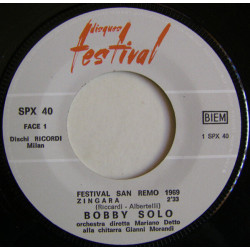 disques
festival
SPX 40
FACE 1
Dischi RICORDI
Milan
BIEM
1 SPX 40
FESTIVAL SAN REMO 1969
ZINGARA 2'33
(Riccardi - Albertelli)
BOBBY SOLO
orchestra diretta Mariano Detto
alla chitarra Gianni Morandi